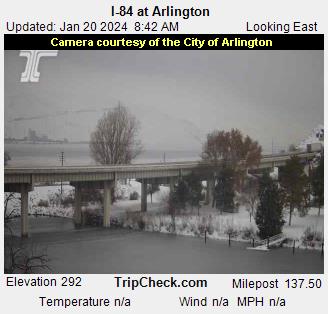 I-84 at Arlington
Updated: Jan 20 2024 8:42 AM Looking East
Camera courtesy of the City of Arlington
Elevation 292 TripCheck.com Milepost 137.50
Temperature n/a Wind n/a MPH n/a